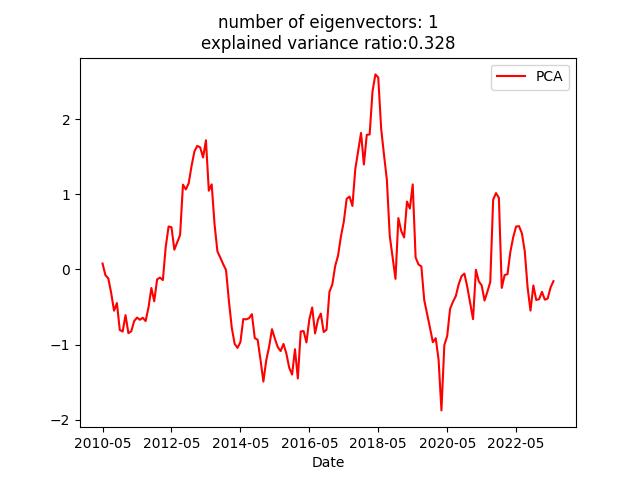 number of eigenvectors: 1
explained variance ratio:0.328
PCA
2
1
0
−1
−2
2010-05 2012-05 2014-05 2016-05 2018-05 2020-05 2022-05
Date